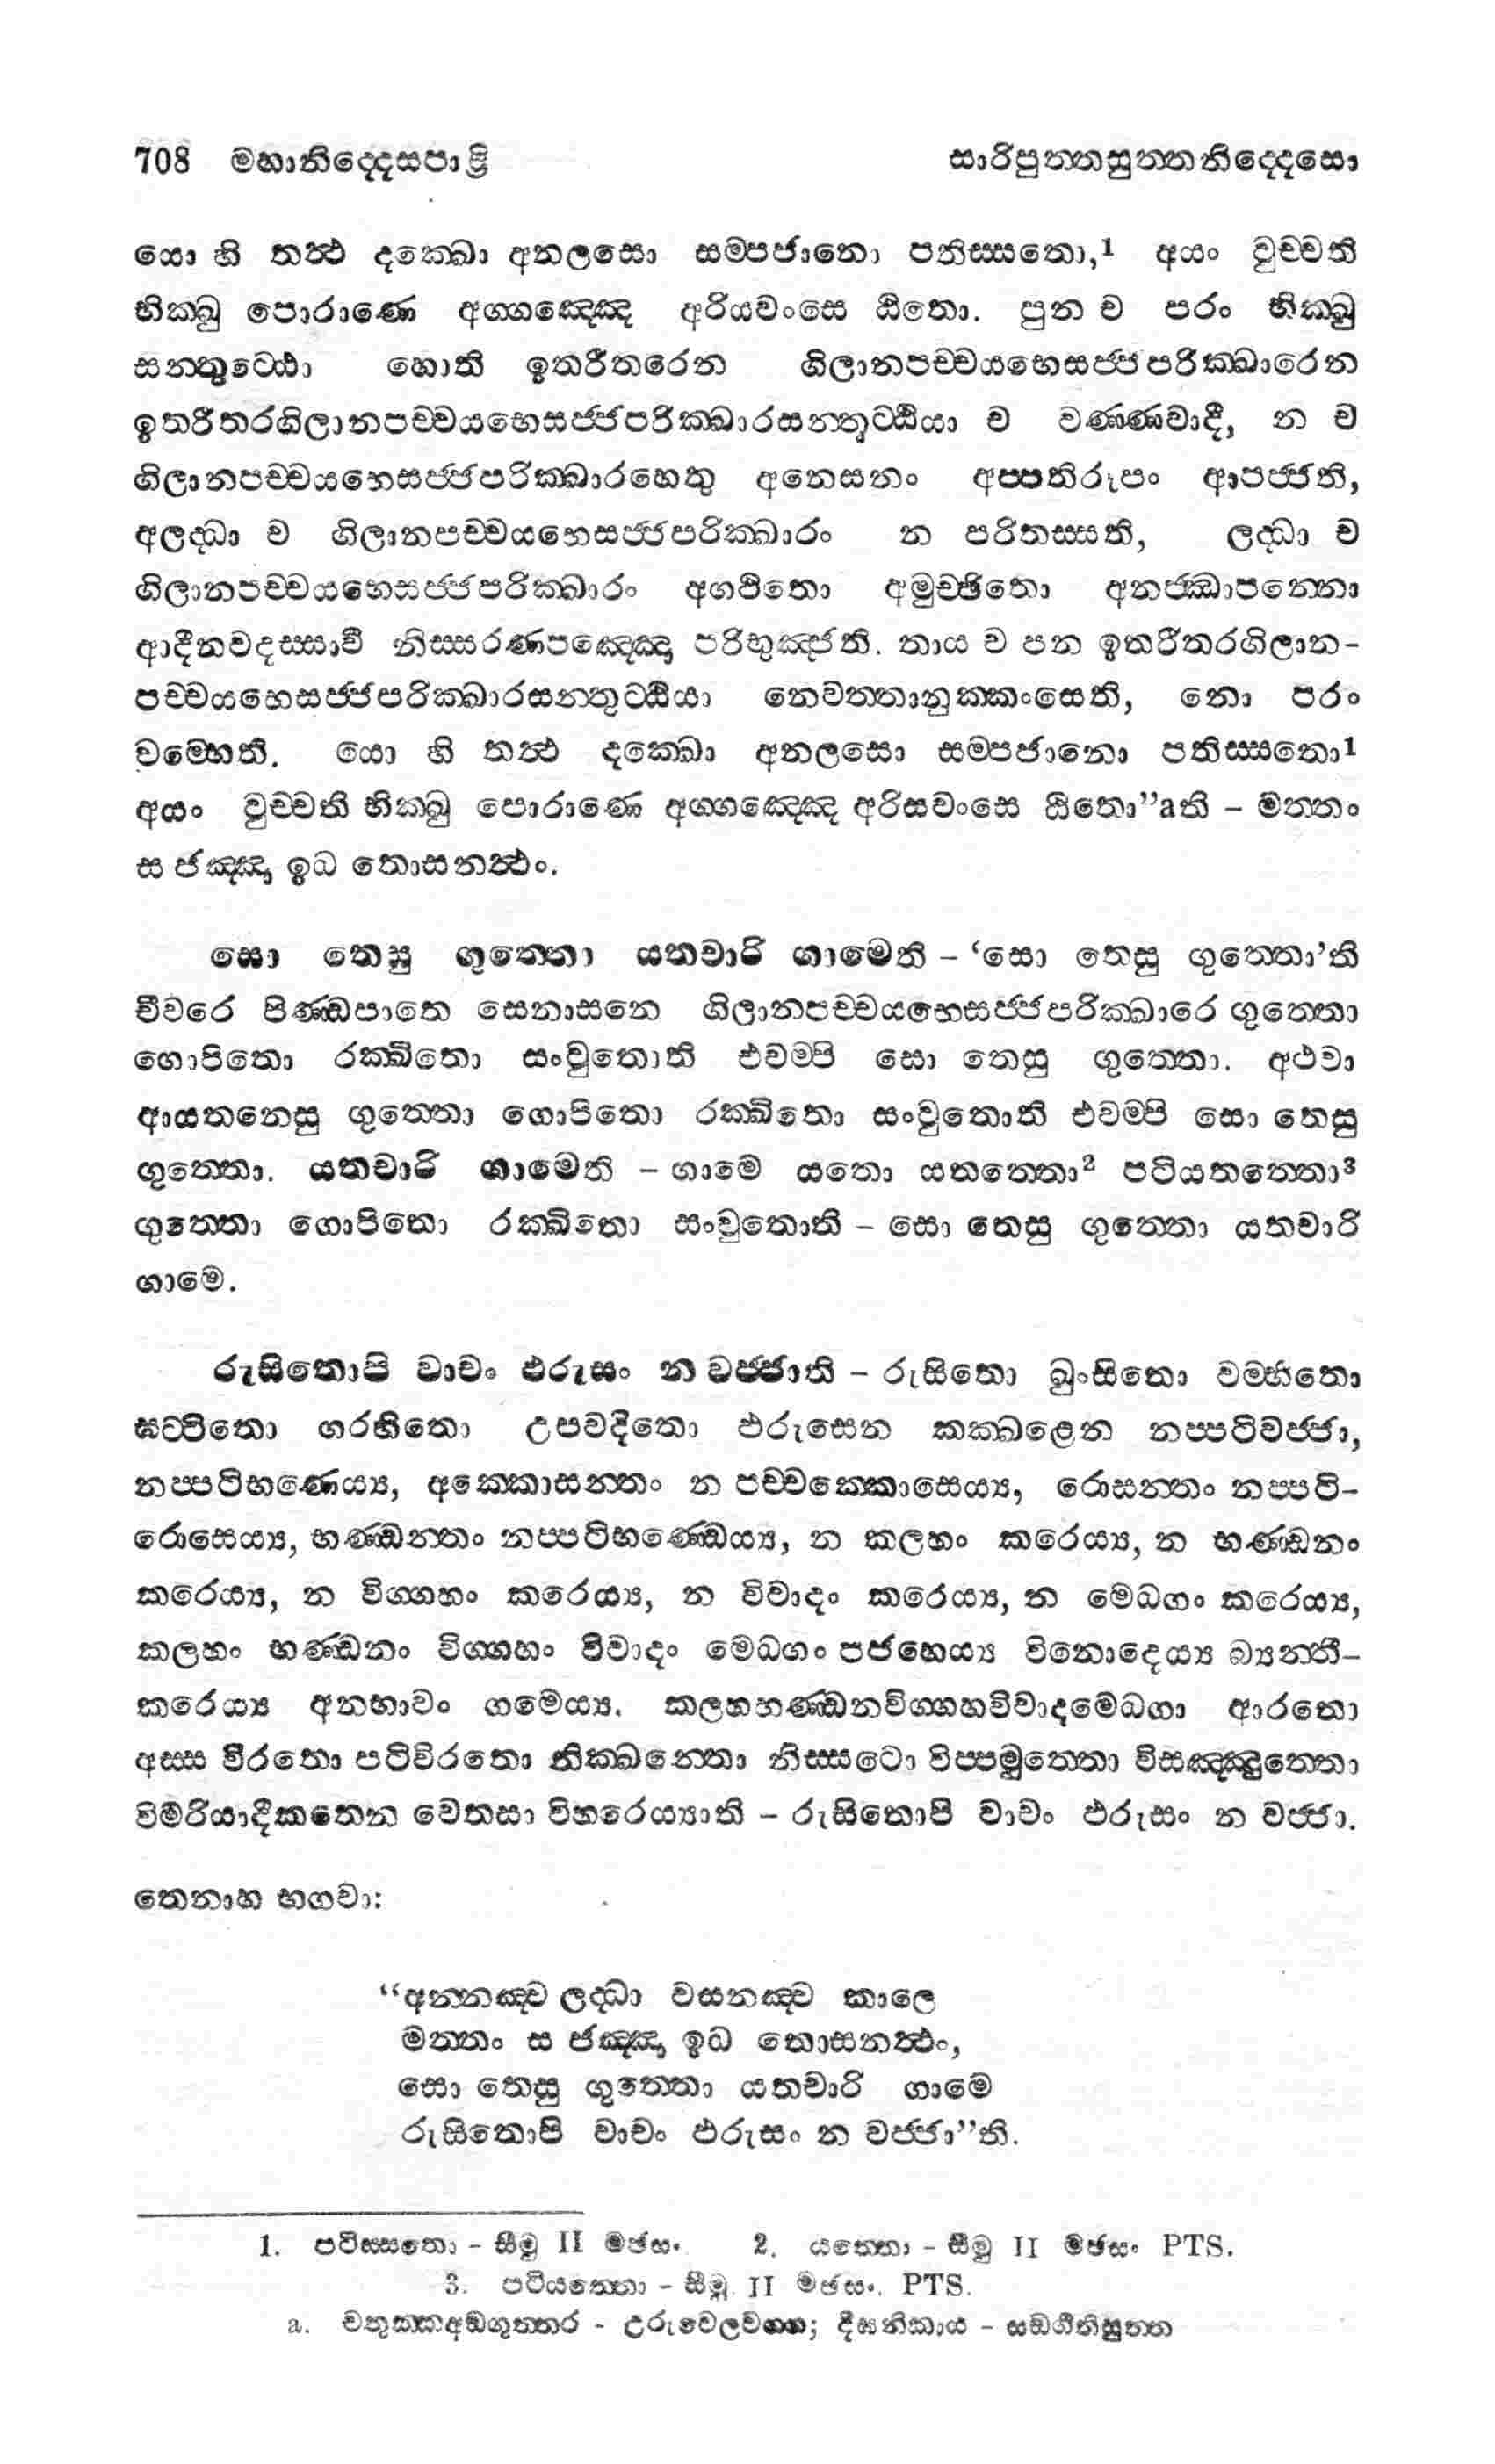 708 මහානිද්දෙසපාළි සාරිපුත්තසුත්තනිද්දෙසො
යො හි තත්‍ථ දක්ඛො අනලසො සම්පජානො පතිස්සතො,1 අයං වුච්චති
භික්ඛු පොරාණෙ අග්ගඤ්ඤෙ අරියවංසෙ ඨිතො. පුන ච පරං භික්ඛු
සන්තුට්ඨො හොති ඉතරීතරෙන ගිලානපච්චයභෙසජ්ජපරික්ඛාරෙන
ඉතරීතරගිලානපච්චයභෙසජ්ජපරික්ඛාරසන්තුට්ඨියා ච වණ්ණවාදී, න ච
ගිලානපච්චයභෙසජ්ජපරික්ඛාරහෙතු අනෙසනං අප්පතිරූපං ආපජ්ජති,
අලද්ධා ච ගිලානපච්චයභෙසජ්ජපරික්ඛාරං න පරිතස්සති, ලද්ධා ච
ගිලානපච්චයභෙසජ්ජපරික්ඛාරං අගථිතො අමුච්ඡිතො අනජ්ඣාපන්නො
ආදීනවදස්සාවී නිස්සරණපඤ්ඤො පරිභුඤ්ජති. තාය ච පන ඉතරීතරගිලාන-
පච්චයභෙසජ්ජපරික්ඛාරසන්තුට්ඨියා නෙවත්තානුක්කංසෙති, නො පරං
වම්භෙති. යො හි තත්‍ථ දක්ඛො අනලසො සම්පජානො පතිස්සතො1
අයං වුච්චති භික්ඛු පොරාණෙ අග්ගඤ්ඤෙ අරිසවංසෙ ඨිතො”aති – මත්තං
ස ජඤ්ඤා ඉධ තොසනත්‍ථං.
සො තෙසු ගුත්තො යතචාරි ගාමෙති – ‘සො තෙසු ගුත්තො’ති
චීවරෙ පිණ්ඩපාතෙ සෙනාසනෙ ගිලානපච්චයභෙසජ්ජපරික්ඛාරෙ ගුත්තො
ගොපිතො රක්ඛිතො සංවුතොති එවම්පි සො තෙසු ගුත්තො. අථවා
ආයතනෙසු ගුත්තො ගොපිතො රක්ඛිතො සංවුතොති එවම්පි සො තෙසු
ගුත්තො. යතචාරි ගාමෙති – ගාමෙ යතො යතත්තො2 පටියතත්තො3
ගුත්තො ගොපිතො රක්ඛිතො සංවුතොති – සො තෙසු ගුත්තො යතචාරි
ගාමෙ.
රුසිතොපි වාචං ඵරුසං න වජ්ජාති – රුසිතො ඛුංසිතො වම්භිතො
ඝට්ටිතො ගරහිතො උපවදිතො ඵරුසෙන කක්ඛළෙන නප්පටිවජ්ජා,
නප්පටිභණෙය්‍ය, අක්කොසන්තං න පච්චක්කොසෙය්‍ය, රොසන්තං නප්පටි-
රොසෙය්‍ය, භණ්ඩන්තං නප්පටිභණ්ඩෙය්‍ය, න කලහං කරෙය්‍ය, න භණ්ඩනං
කරෙය්‍ය, න විග්ගහං කරෙය්‍ය, න විවාදං කරෙය්‍ය, න මෙධගං කරෙය්‍ය,
කලහං භණ්ඩනං විග්ගහං විවාදං මෙධගං පජහෙය්‍ය විනොදෙය්‍ය බ්‍යන්තී-
කරෙය්‍ය අනභාවං ගමෙය්‍ය. කලහභණ්ඩනවිග්ගහවිවාදමෙධගා ආරතො
අස්ස විරතො පටිවිරතො නික්ඛන්තො නිස්සටො විප්පමුත්තො විසඤ්ඤුත්තො
විමරියාදීකතෙන චෙතසා විහරෙය්‍යාති – රුසිතොපි වාචං ඵරුසං න වජ්ජා.
තෙනාහ භගවා:
“අන්නඤ්ච ලද්ධා වසනඤ්ච කාලෙ
මත්තං ස ජඤ්ඤා ඉධ තොසනත්‍ථං,
සො තෙසු ගුත්තො යතචාරි ගාමෙ
රුසිතොපි වාචං ඵරුසං න වජ්ජා”ති.
1. පටිස්සතො – සීමු II මඡසං 2. යත්තො – සීමු II මඡසං PTS.
3. පටියත්තො – සීමු II මඡසං. PTS.
a. චතුක්කඅඞ්ගුත්තර - උරුවෙලවග්ග; දීඝනිකාය – සඞ්ගීතිසුත්ත